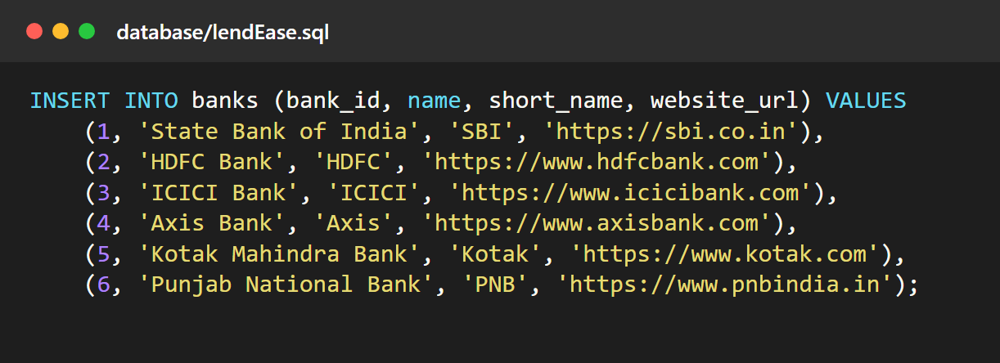 database/lendEase.sql
INSERT INTO banks (bank_id, name, short_name, website_url) VALUES
(1, 'State Bank of India', 'SBI', 'https://sbi.co.in'),
(2, 'HDFC Bank', 'HDFC', 'https://www.hdfcbank.com'),
(3, 'ICICI Bank', 'ICICI', 'https://www.icicibank.com'),
(4, 'Axis Bank', 'Axis', 'https://www.axisbank.com'),
(5, 'Kotak Mahindra Bank', 'Kotak', 'https://www.kotak.com'),
(6, 'Punjab National Bank', 'PNB', 'https://www.pnbindia.in');